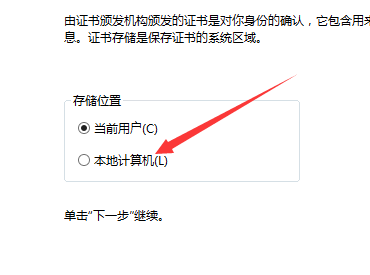 由证书颁发机构颁发的证书是对你身份的确认，它包含用来
息。证书存储是保存证书的系统区域。
存储位置
当前用户(C)
本地计算机(L)
单击"下一步"继续。